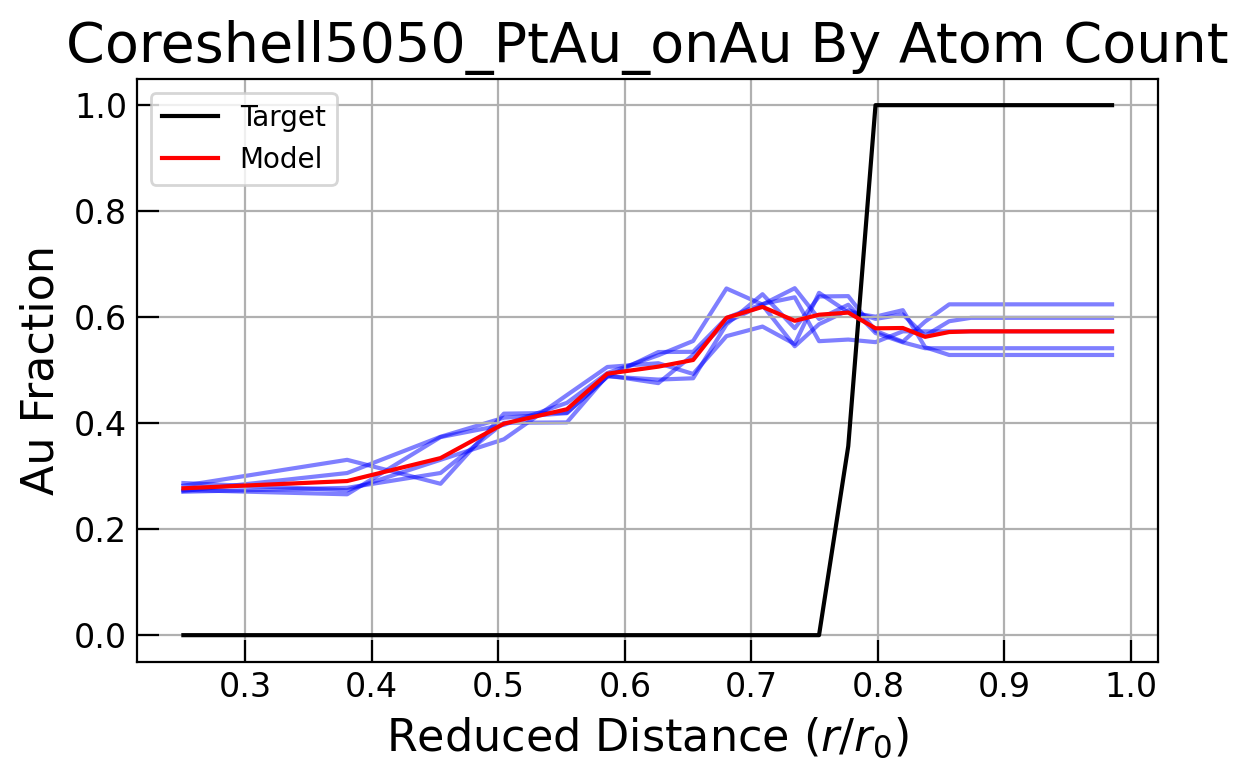 Coreshell5050_PtAu_onAu By Atom Count
Target
Model
Au Fraction
1.0
0.8
0.6
0.4
0.2
0.0
0.3 0.4 0.5 0.6 0.7 0.8 0.9 1.0
Reduced Distance (r/r₀)